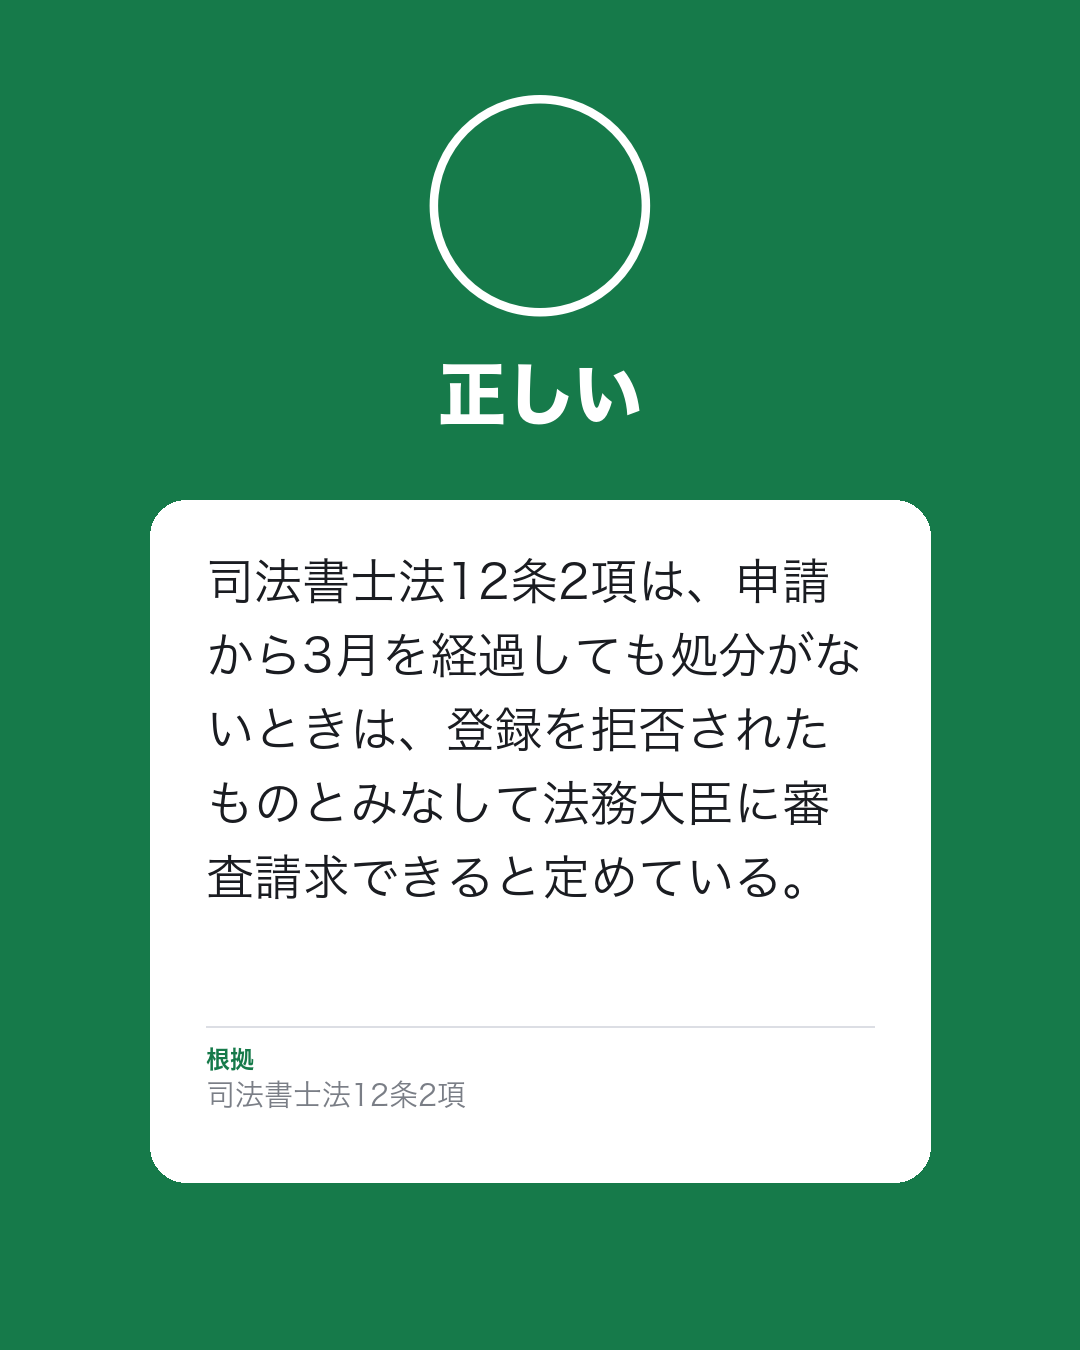 正しい
司法書士法12条2項は、申請
から3月を経過しても処分がな
いときは、登録を拒否された
ものとみなして法務大臣に審
査請求できると定めている。
根拠
司法書士法12条2項